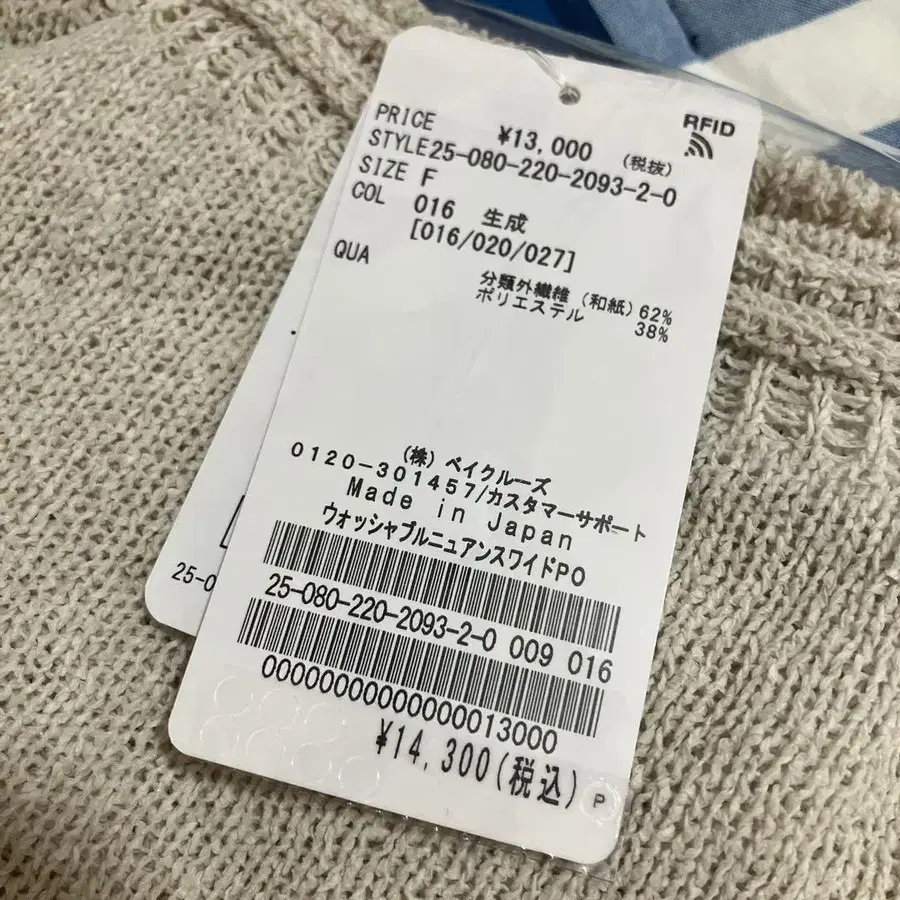 RFID
PRICE ¥13,000 (税抜)
STYLE25-080-220-2093-2-0
SIZE F
COL 016 生成
[016/020/027]
QUA
分類外繊維(和紙)62%
ポリエステル 38%
(株)ベイクルーズ
0120-301457/カスタマーサポート
Made in Japan
ウオッシャブルニュアンスワイドPO
25-080-220-2093-2-0 009 016
0000000000000013000
¥14,300(税込)
P
25-0